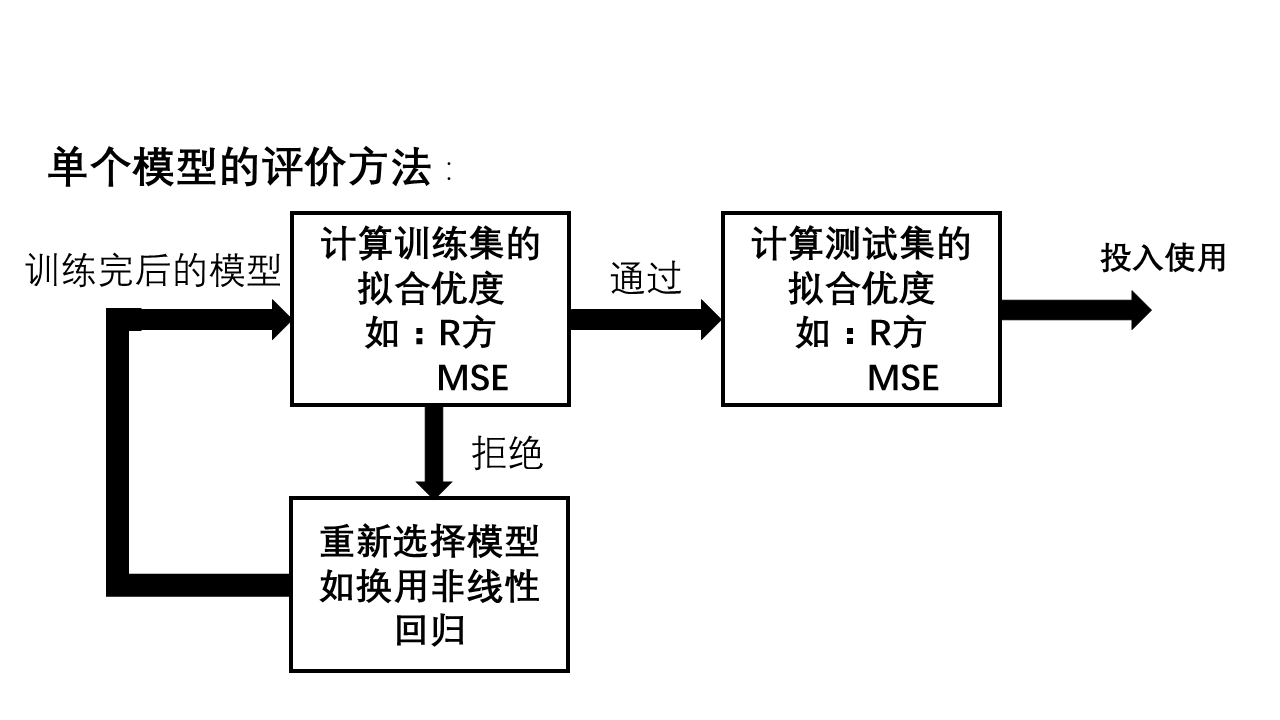 单个模型的评价方法：
训练完后的模型
计算训练集的
拟合优度
如：R方
MSE
通过
计算测试集的
拟合优度
如：R方
MSE
投入使用
拒绝
重新选择模型
如换用非线性
回归